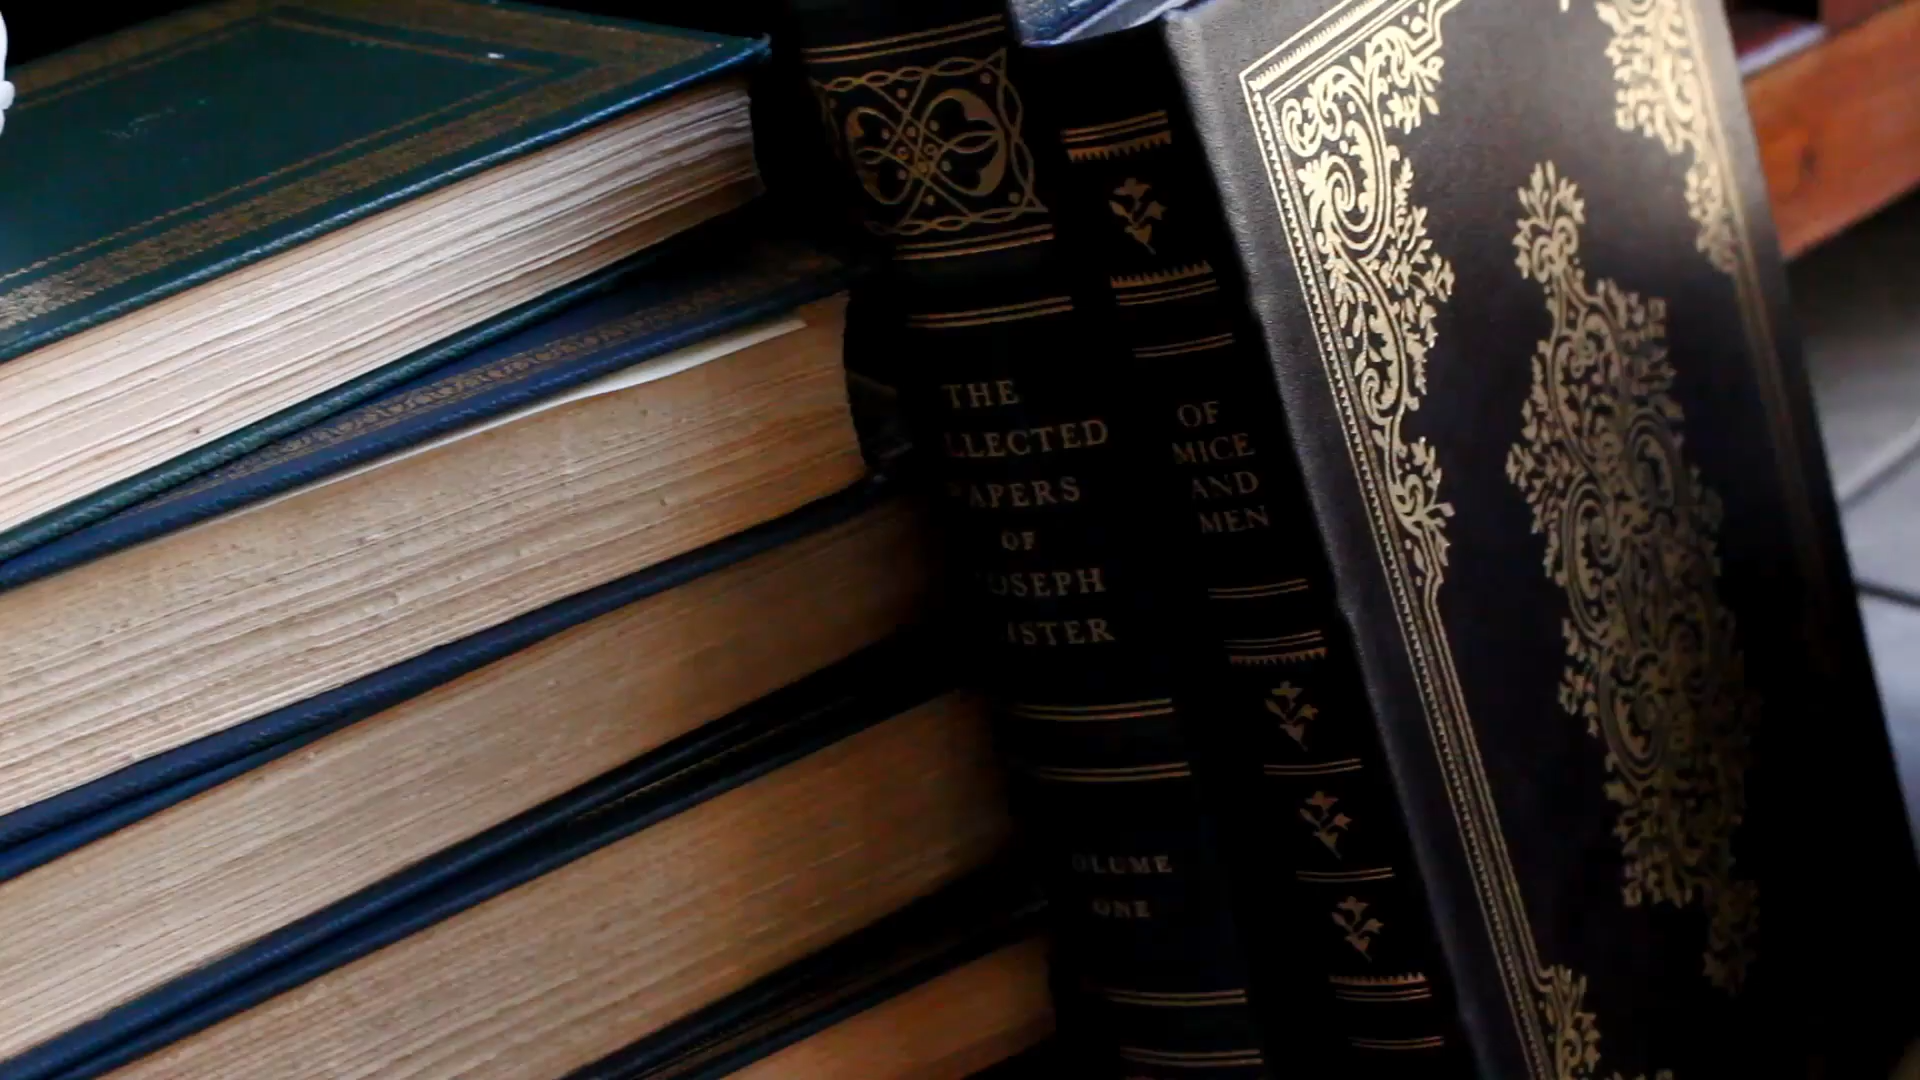 THE
LLECTED
APERS
OF
OSEPH
ISTER
OLUME
ONE
OF
MICE
AND
MEN